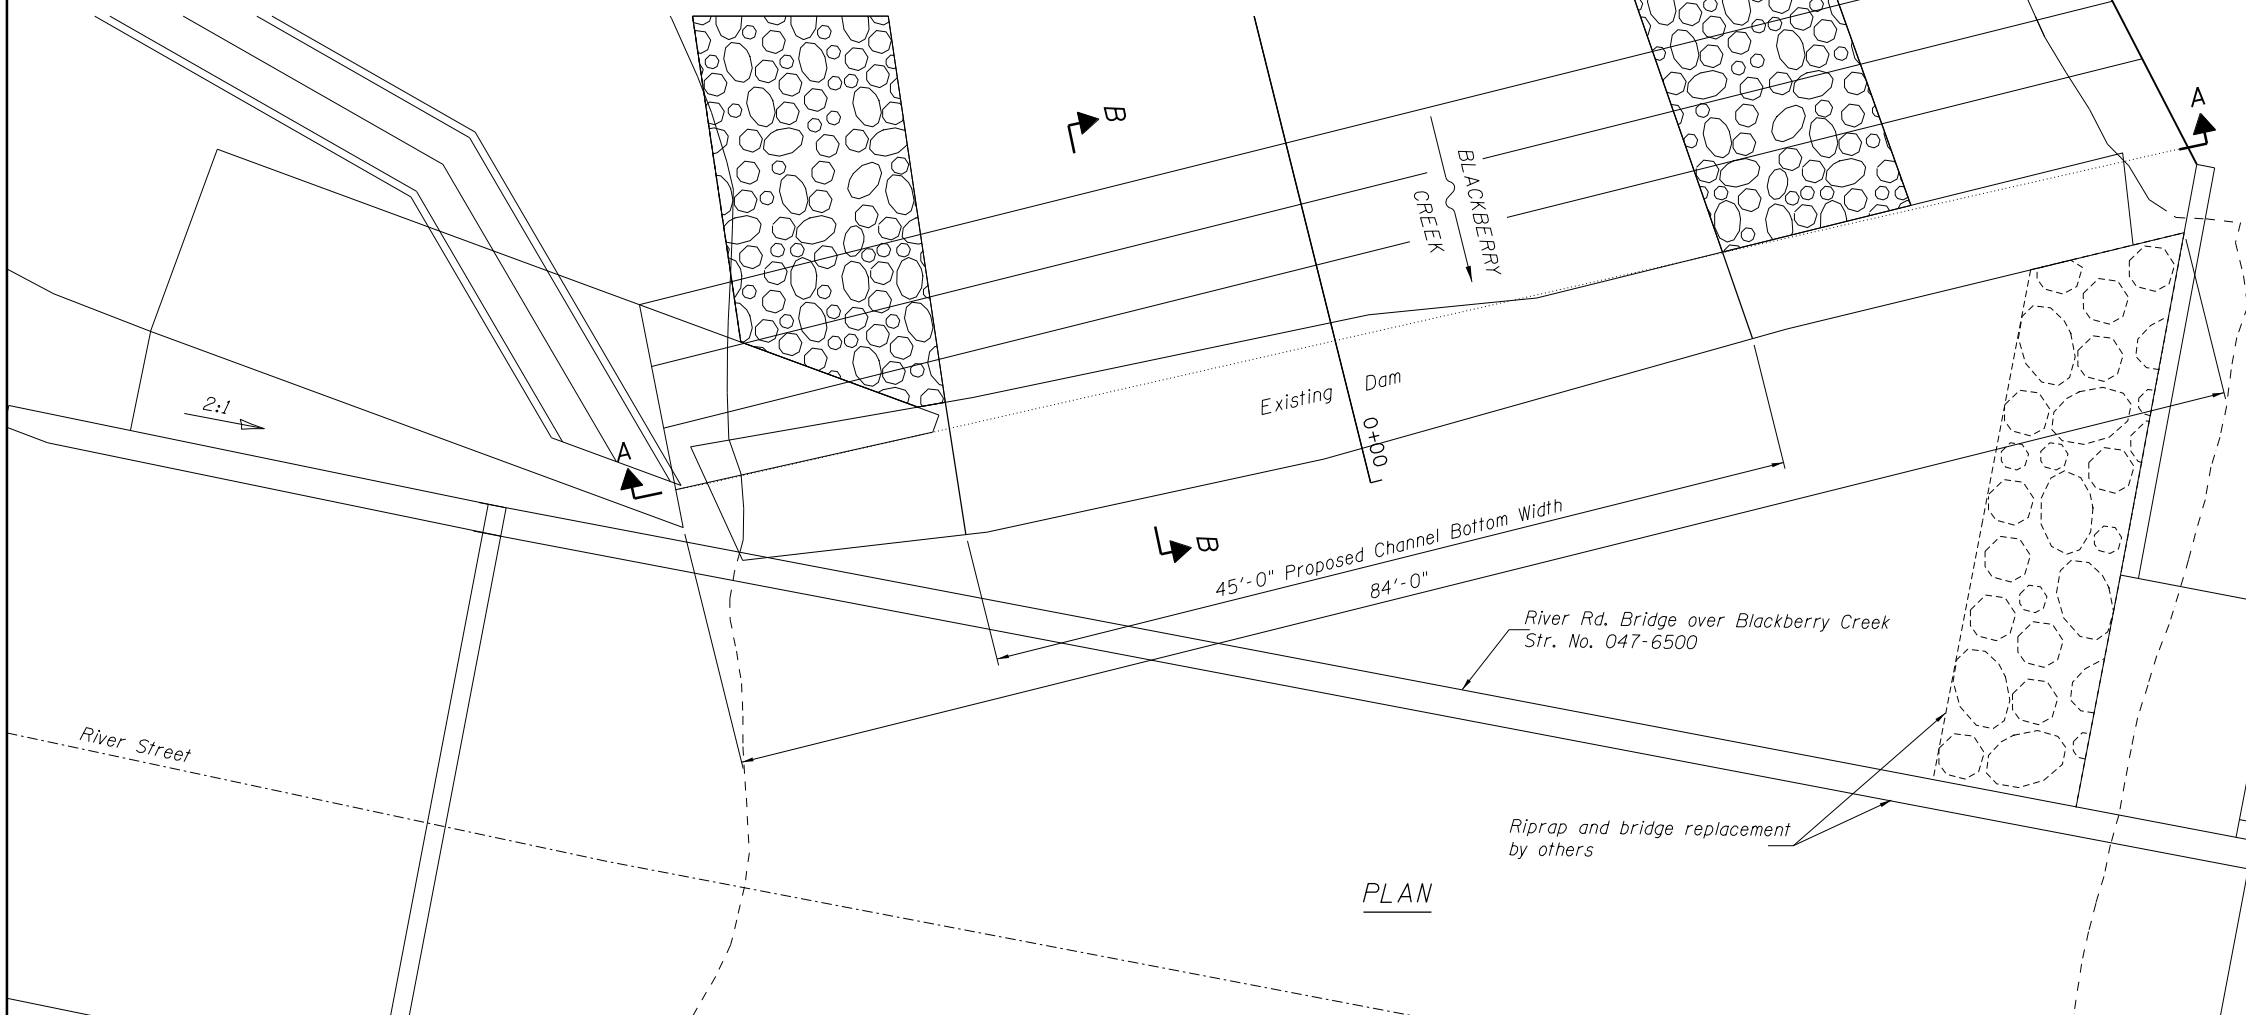 B
A
BLACKBERRY
CREEK
Existing Dam
0+00
2:1
A
B
45'-0" Proposed Channel Bottom Width
84'-0"
River Rd. Bridge over Blackberry Creek
Str. No. 047-6500
River Street
Riprap and bridge replacement
by others
PLAN